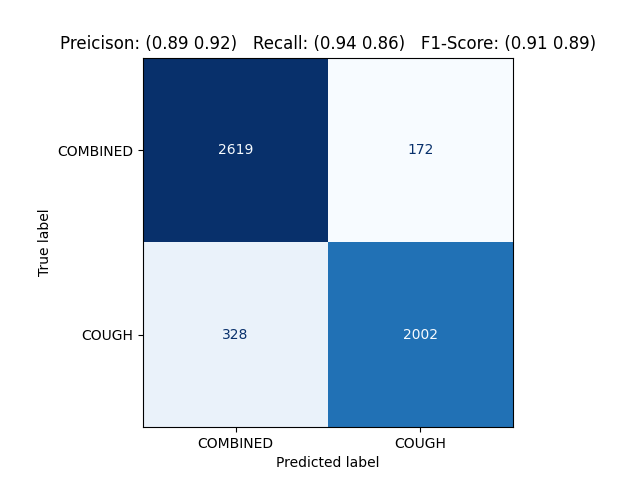 Preicison: (0.89 0.92)   Recall: (0.94 0.86)   F1-Score: (0.91 0.89)
COMBINED
2619
172
True label
COUGH
328
2002
COMBINED
COUGH
Predicted label